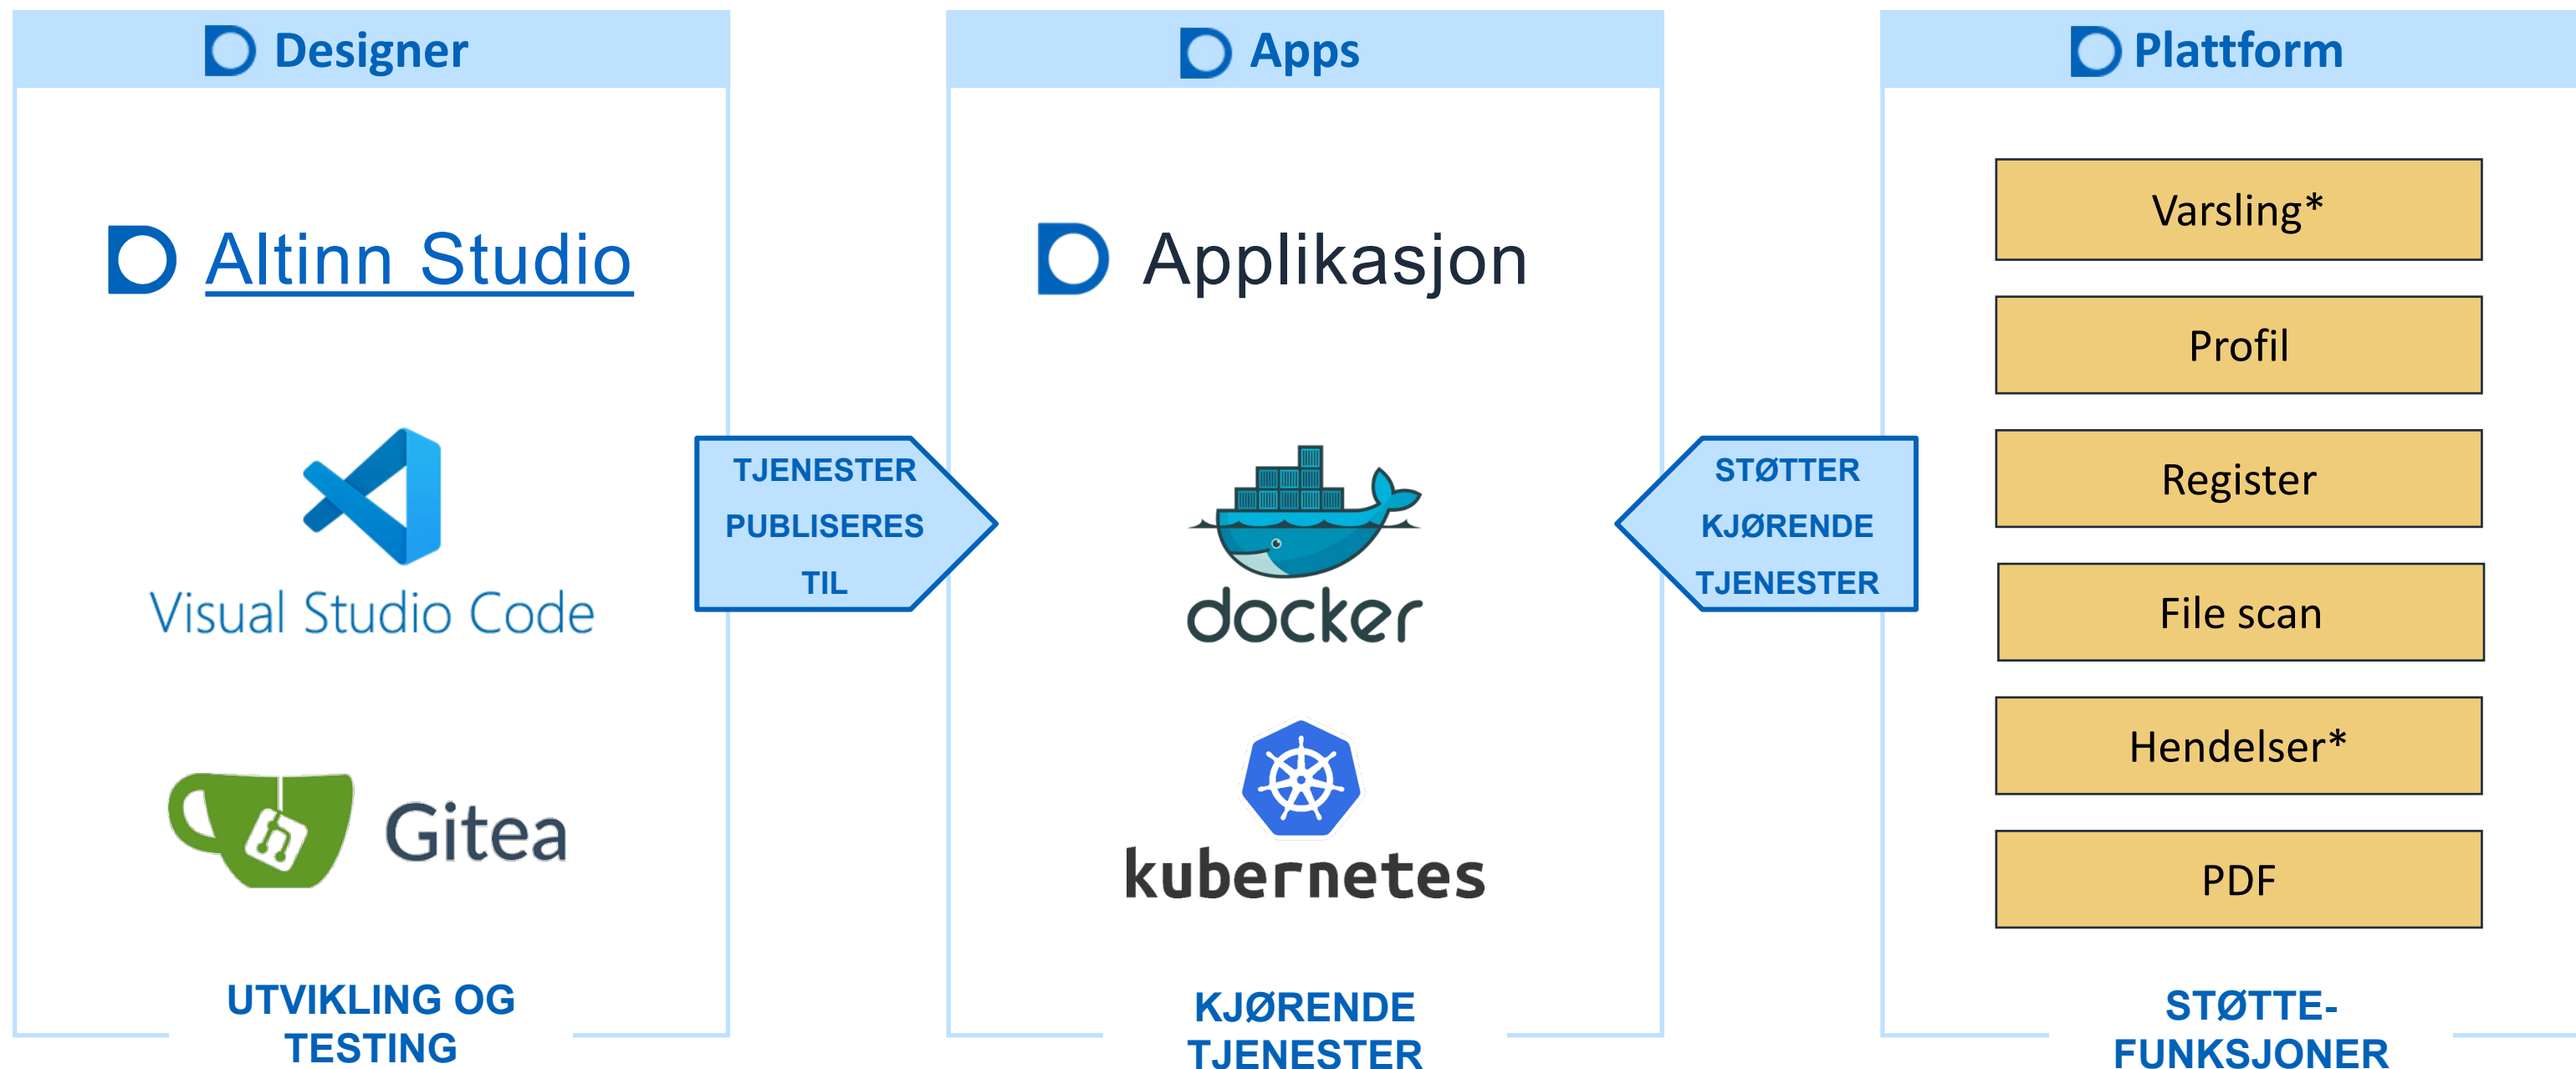 Designer
Altinn Studio
Visual Studio Code
Gitea
UTVIKLING OG
TESTING
TJENESTER
PUBLISERES
TIL
Apps
Applikasjon
docker
kubernetes
KJØRENDE
TJENESTER
STØTTER
KJØRENDE
TJENESTER
Plattform
Varsling*
Profil
Register
File scan
Hendelser*
PDF
STØTTE-
FUNKSJONER